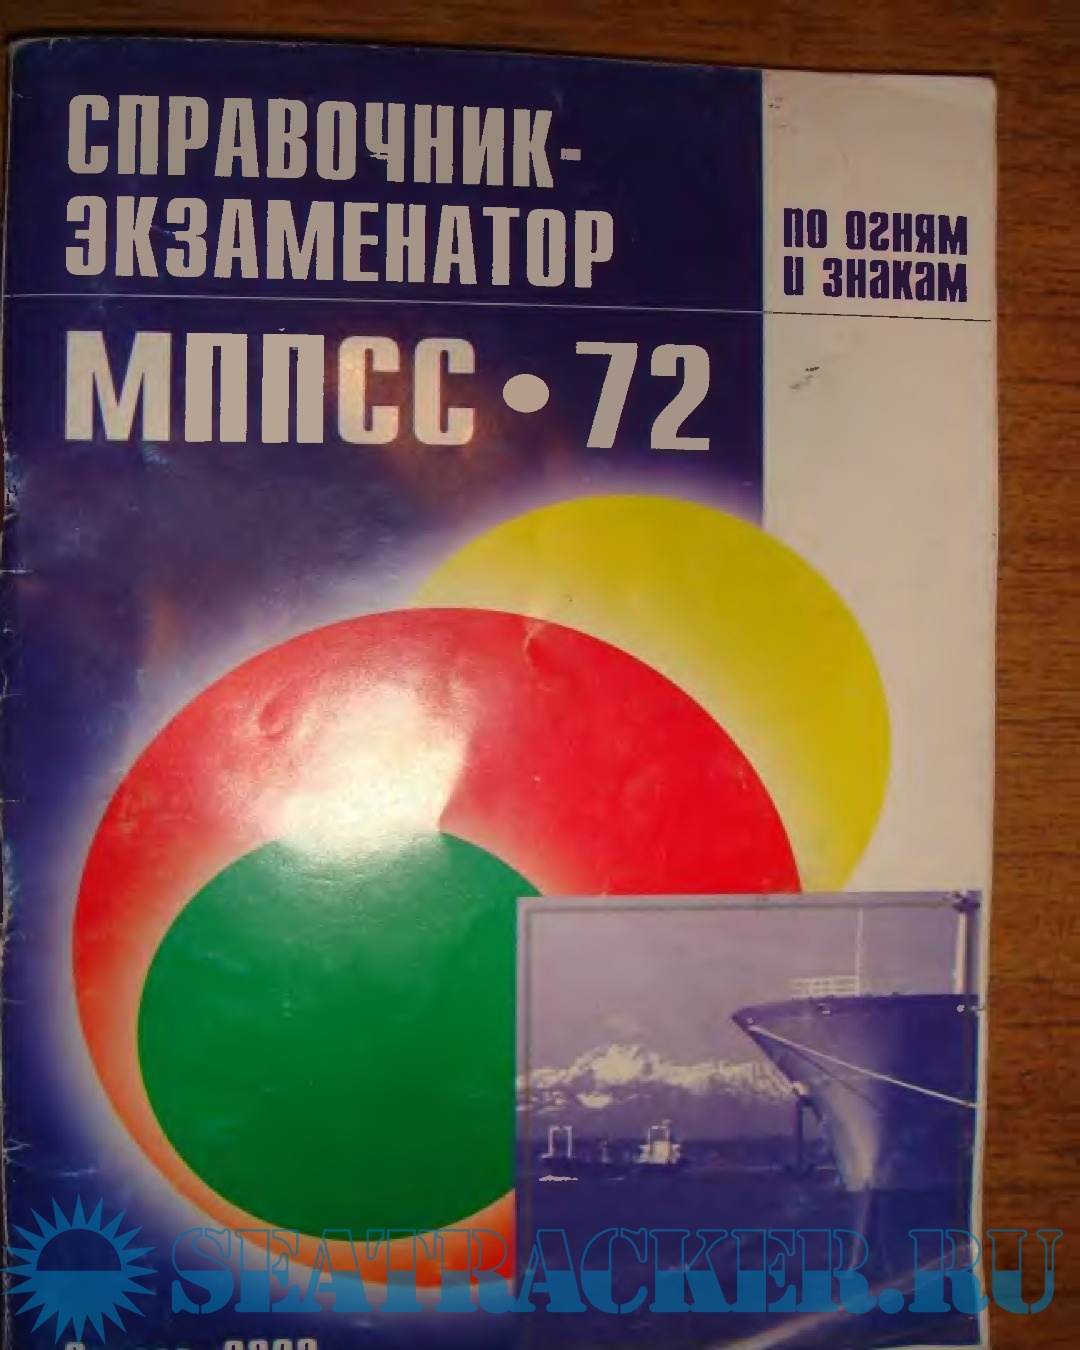 СПРАВОЧНИК-
ЭКЗАМЕНАТОР
по огням
и знакам
МППСС • 72
SEATRACKER.RU